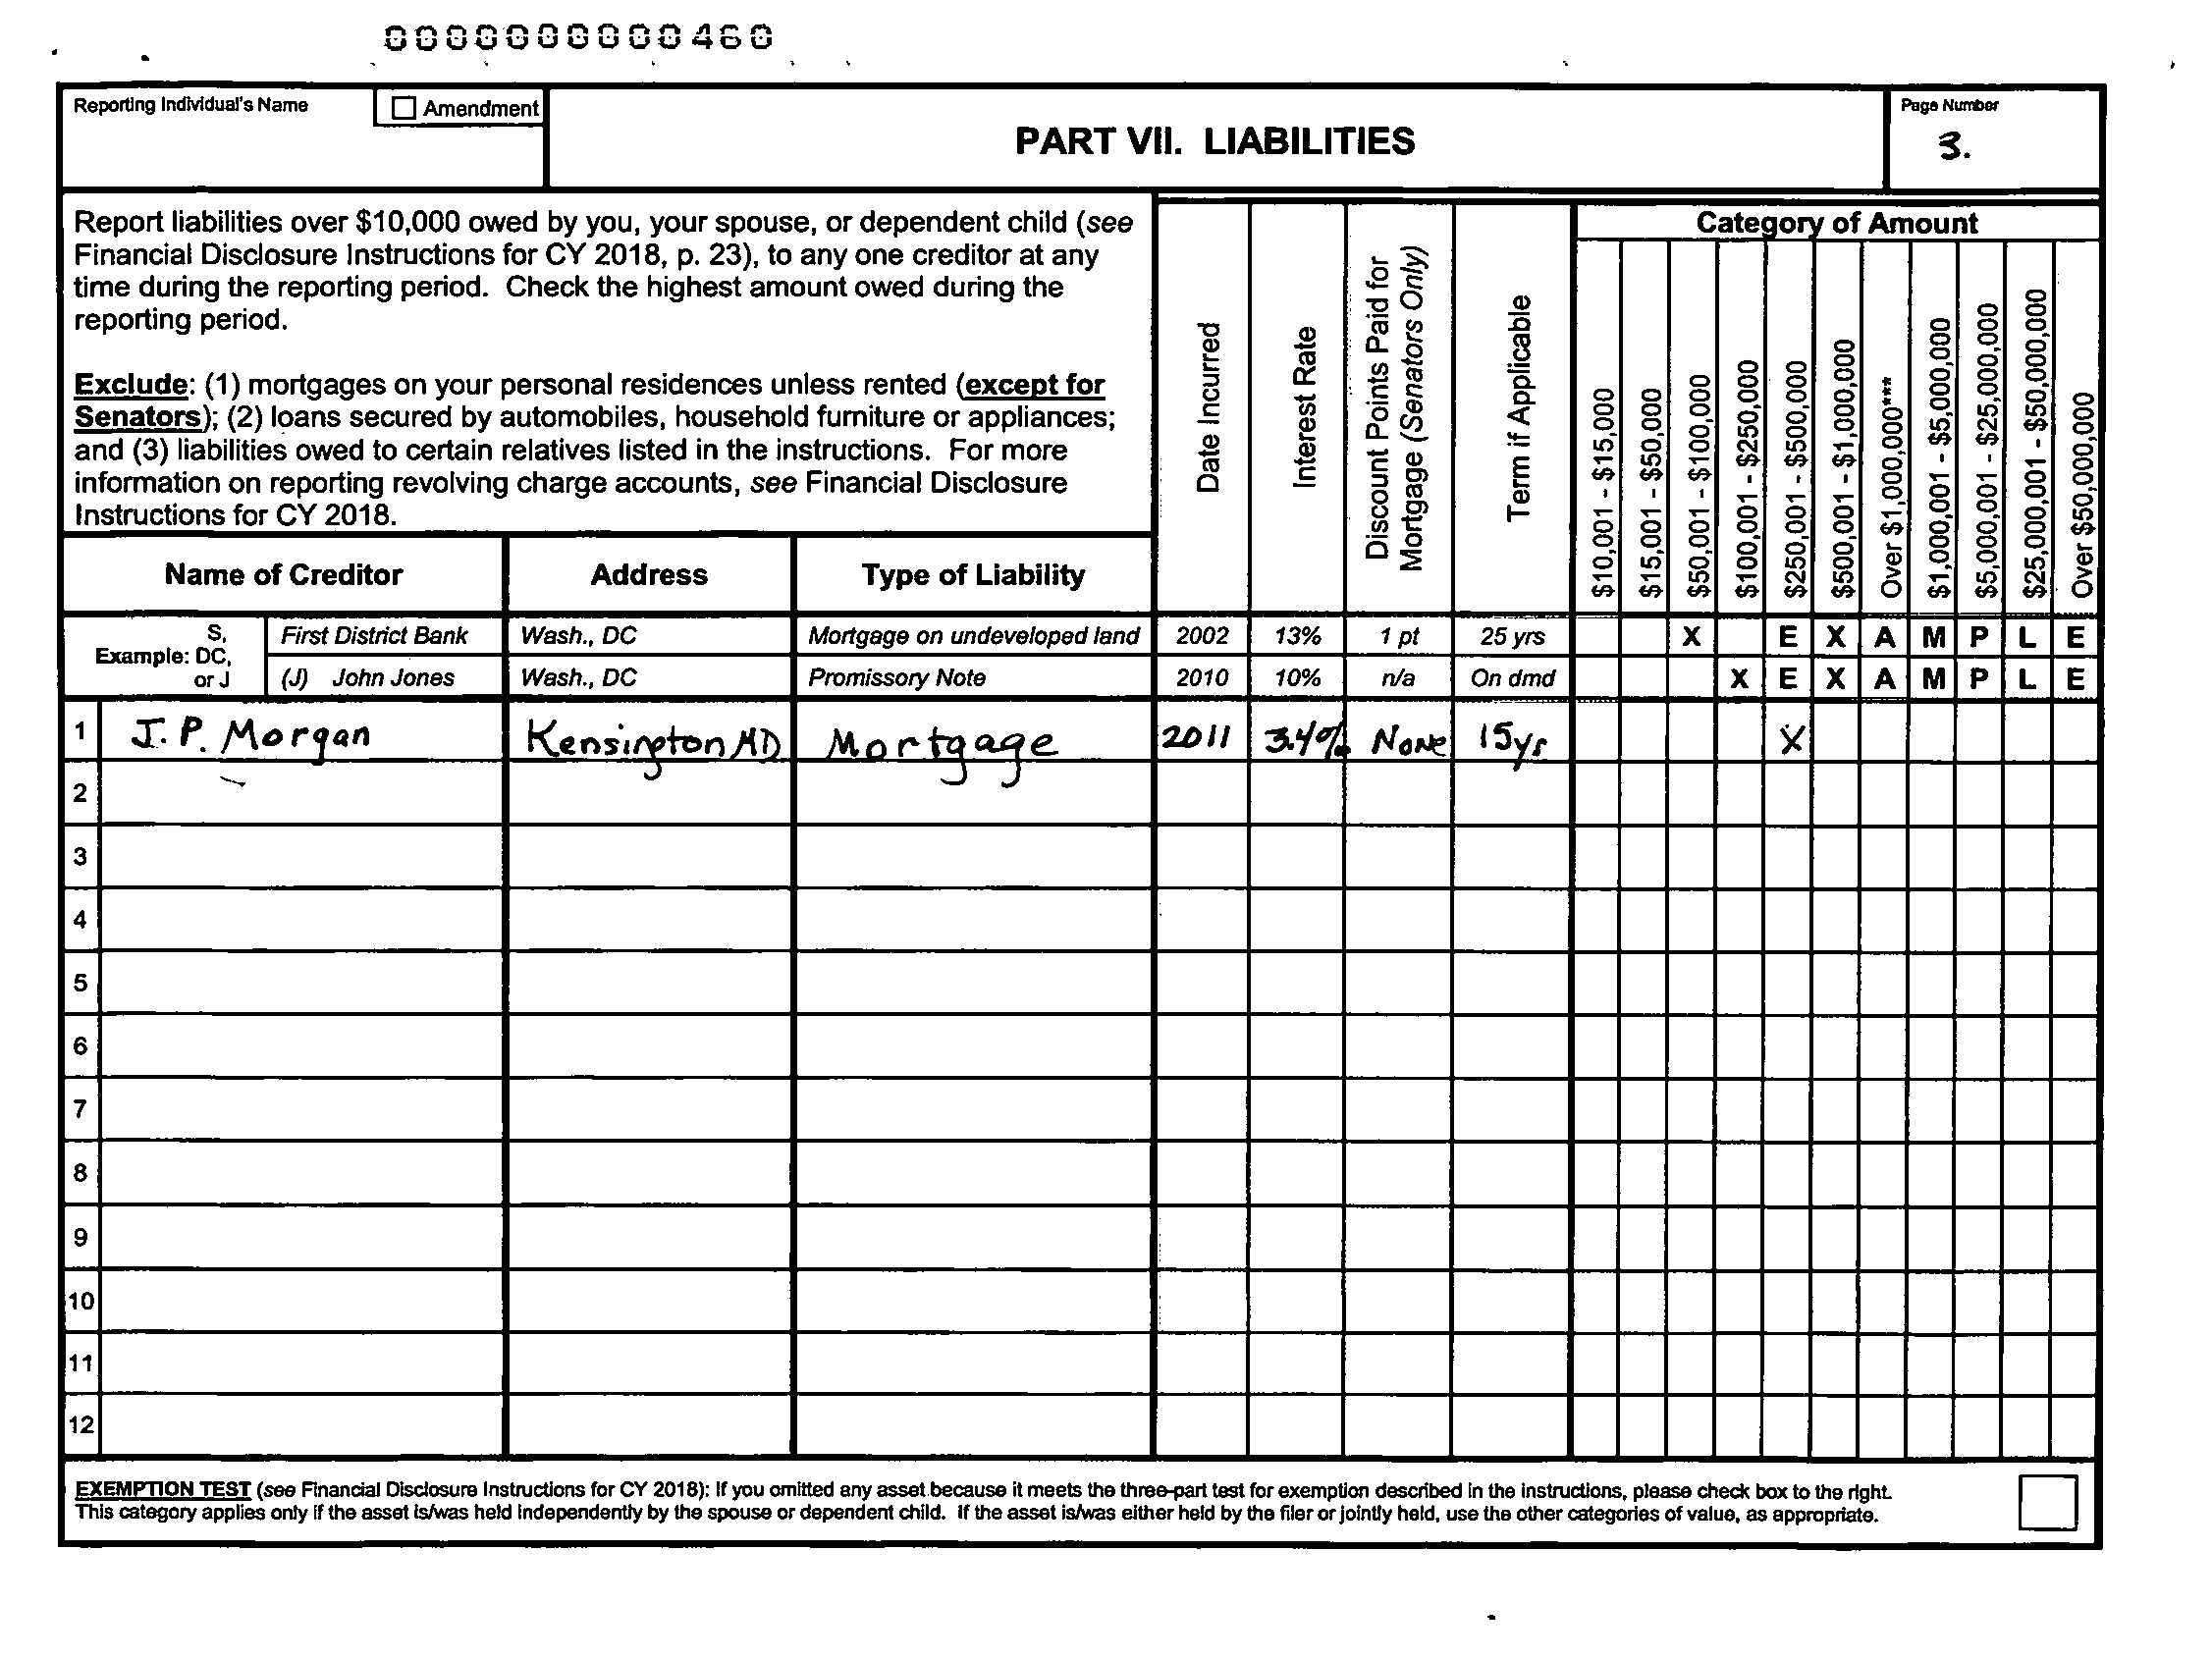 0000000000460
Reporting Individual's Name
Amendment
PART VII. LIABILITIES
Page Number
3.
Report liabilities over $10,000 owed by you, your spouse, or dependent child (see
Financial Disclosure Instructions for CY 2018, p. 23), to any one creditor at any
time during the reporting period. Check the highest amount owed during the
reporting period.
Exclude: (1) mortgages on your personal residences unless rented (except for
Senators); (2) loans secured by automobiles, household furniture or appliances;
and (3) liabilities owed to certain relatives listed in the instructions. For more
information on reporting revolving charge accounts, see Financial Disclosure
Instructions for CY 2018.
Name of Creditor
Address
Type of Liability
Date Incurred
Interest Rate
Discount Points Paid for
Mortgage (Senators Only)
Term if Applicable
Category of Amount
$10,001 - $15,000
$15,001 - $50,000
$50,001 - $100,000
$100,001 - $250,000
$250,001 - $500,000
$500,001 - $1,000,000
Over $1,000,000***
$1,000,001 - $5,000,000
$5,000,001 - $25,000,000
$25,000,001 - $50,000,000
Over $50,000,000
Example: S,
DC,
or J
First District Bank Wash., DC Mortgage on undeveloped land 2002 13% 1 pt 25 yrs X E X A M P L E
(J) John Jones Wash., DC Promissory Note 2010 10% n/a On dmd X E X A M P L E
1 J. P. Morgan Kensington MD Mortgage 2011 3.4% None 15yr X
2
3
4
5
6
7
8
9
10
11
12
EXEMPTION TEST (see Financial Disclosure Instructions for CY 2018): If you omitted any asset because it meets the three-part test for exemption described in the instructions, please check box to the right.
This category applies only if the asset is/was held independently by the spouse or dependent child. If the asset is/was either held by the filer or jointly held, use the other categories of value, as appropriate.